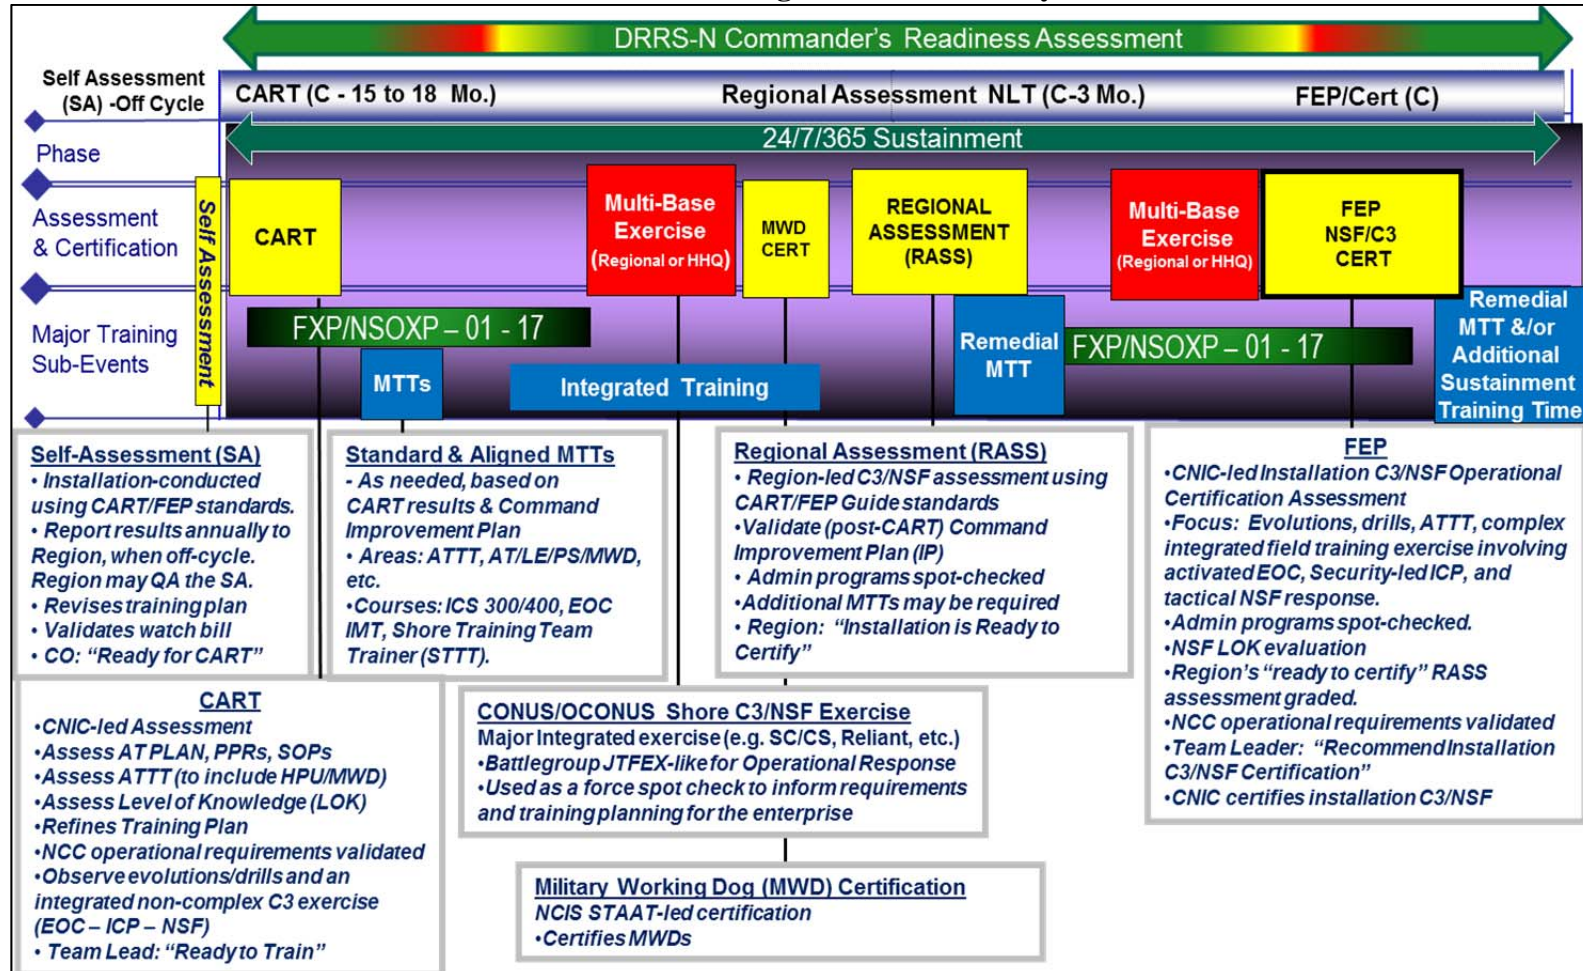 DRRS-N Commander's Readiness Assessment
Self Assessment
(SA) -Off Cycle
CART (C - 15 to 18 Mo.)
Regional Assessment NLT (C-3 Mo.)
FEP/Cert (C)
24/7/365 Sustainment
Phase
Assessment
& Certification
Major Training
Sub-Events
Self Assessment
CART
Multi-Base
Exercise
(Regional or HHQ)
MWD
CERT
REGIONAL
ASSESSMENT
(RASS)
Multi-Base
Exercise
(Regional or HHQ)
FEP
NSF/C3
CERT
FXP/NSOXP – 01 - 17
MTTs
Integrated Training
Remedial
MTT
FXP/NSOXP – 01 - 17
Remedial
MTT &/or
Additional
Sustainment
Training Time
Self-Assessment (SA)
• Installation-conducted
using CART/FEP standards.
• Report results annually to
Region, when off-cycle.
Region may QA the SA.
• Revises training plan
• Validates watch bill
• CO: “Ready for CART”
Standard & Aligned MTTs
- As needed, based on
CART results & Command
Improvement Plan
• Areas: ATTT, AT/LE/PS/MWD,
etc.
•Courses: ICS 300/400, EOC
IMT, Shore Training Team
Trainer (STTT).
Regional Assessment (RASS)
• Region-led C3/NSF assessment using
CART/FEP Guide standards
•Validate (post-CART) Command
Improvement Plan (IP)
• Admin programs spot-checked
•Additional MTTs may be required
• Region: “Installation is Ready to
Certify”
FEP
•CNIC-led Installation C3/NSF Operational
Certification Assessment
•Focus: Evolutions, drills, ATTT, complex
integrated field training exercise involving
activated EOC, Security-led ICP, and
tactical NSF response.
•Admin programs spot-checked.
•NSF LOK evaluation
•Region's “ready to certify” RASS
assessment graded.
•NCC operational requirements validated
•Team Leader: “Recommend Installation
C3/NSF Certification”
•CNIC certifies installation C3/NSF
CART
•CNIC-led Assessment
•Assess AT PLAN, PPRs, SOPs
•Assess ATTT (to include HPU/MWD)
•Assess Level of Knowledge (LOK)
•Refines Training Plan
•NCC operational requirements validated
•Observe evolutions/drills and an
integrated non-complex C3 exercise
(EOC – ICP – NSF)
• Team Lead: “Ready to Train”
CONUS/OCONUS Shore C3/NSF Exercise
Major Integrated exercise (e.g. SC/CS, Reliant, etc.)
•Battlegroup JTFEX-like for Operational Response
•Used as a force spot check to inform requirements
and training planning for the enterprise
Military Working Dog (MWD) Certification
NCIS STAAT-led certification
•Certifies MWDs